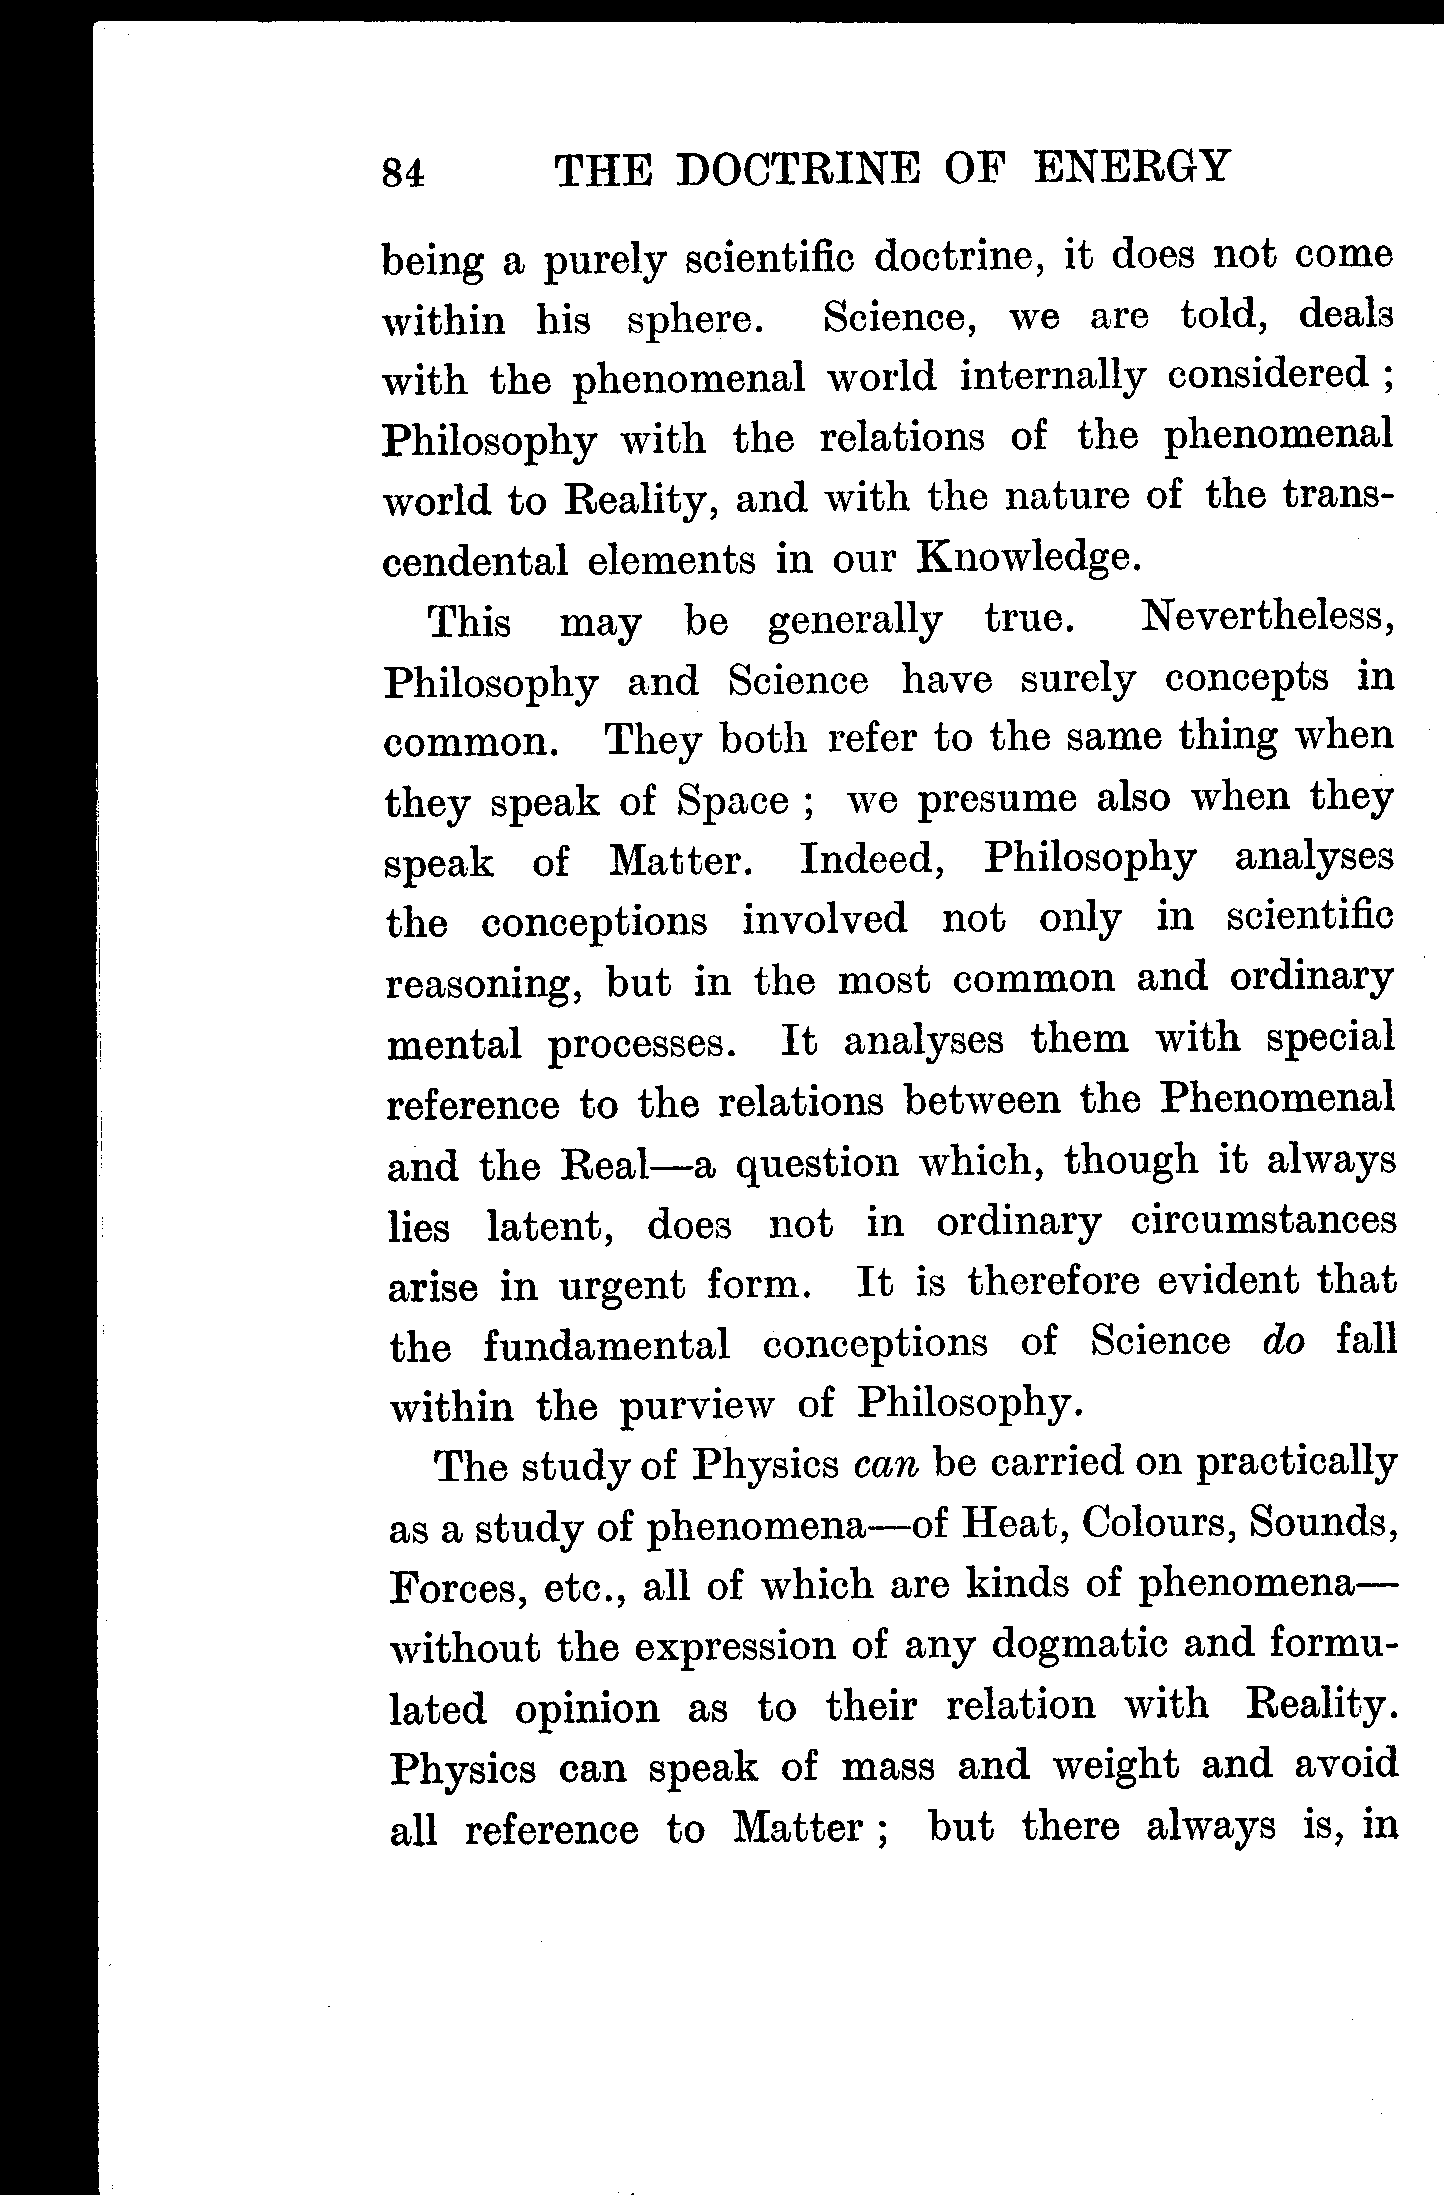 84 THE DOCTRINE OF ENERGY
being a purely scientific doctrine, it does not come
within his sphere. Science, we are told, deals
with the phenomenal world internally considered ;
Philosophy with the relations of the phenomenal
world to Reality, and with the nature of the trans-
cendental elements in our Knowledge.
This may be generally true. Nevertheless,
Philosophy and Science have surely concepts in
common. They both refer to the same thing when
they speak of Space ; we presume also when they
speak of Matter. Indeed, Philosophy analyses
the conceptions involved not only in scientific
reasoning, but in the most common and ordinary
mental processes. It analyses them with special
reference to the relations between the Phenomenal
and the Real—a question which, though it always
lies latent, does not in ordinary circumstances
arise in urgent form. It is therefore evident that
the fundamental conceptions of Science do fall
within the purview of Philosophy.
The study of Physics can be carried on practically
as a study of phenomena—of Heat, Colours, Sounds,
Forces, etc., all of which are kinds of phenomena—
without the expression of any dogmatic and formu-
lated opinion as to their relation with Reality.
Physics can speak of mass and weight and avoid
all reference to Matter ; but there always is, in